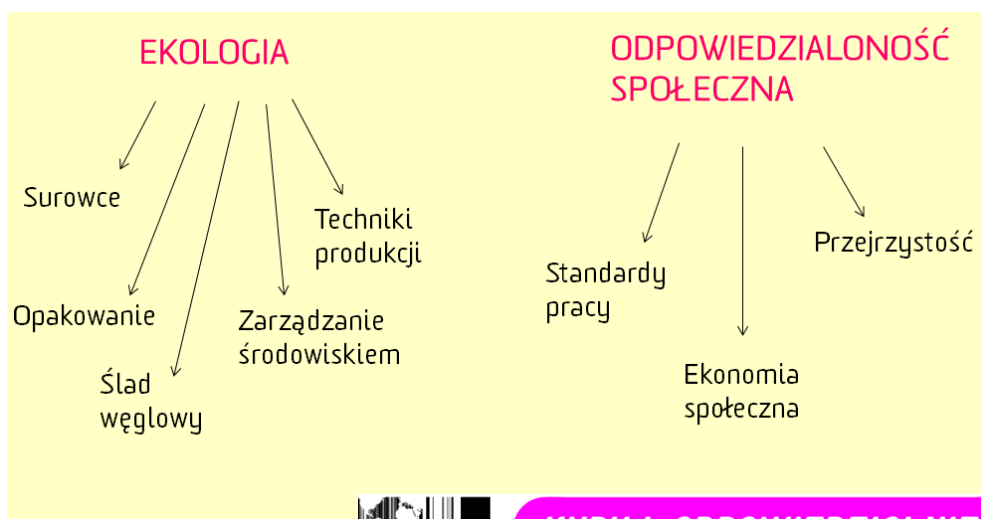 EKOLOGIA
Surowce
Opakowanie
Ślad
węglowy
Zarządzanie
środowiskiem
Techniki
produkcji
ODPOWIEDZIALONOŚĆ
SPOŁECZNA
Standardy
pracy
Ekonomia
społeczna
Przejrzystość